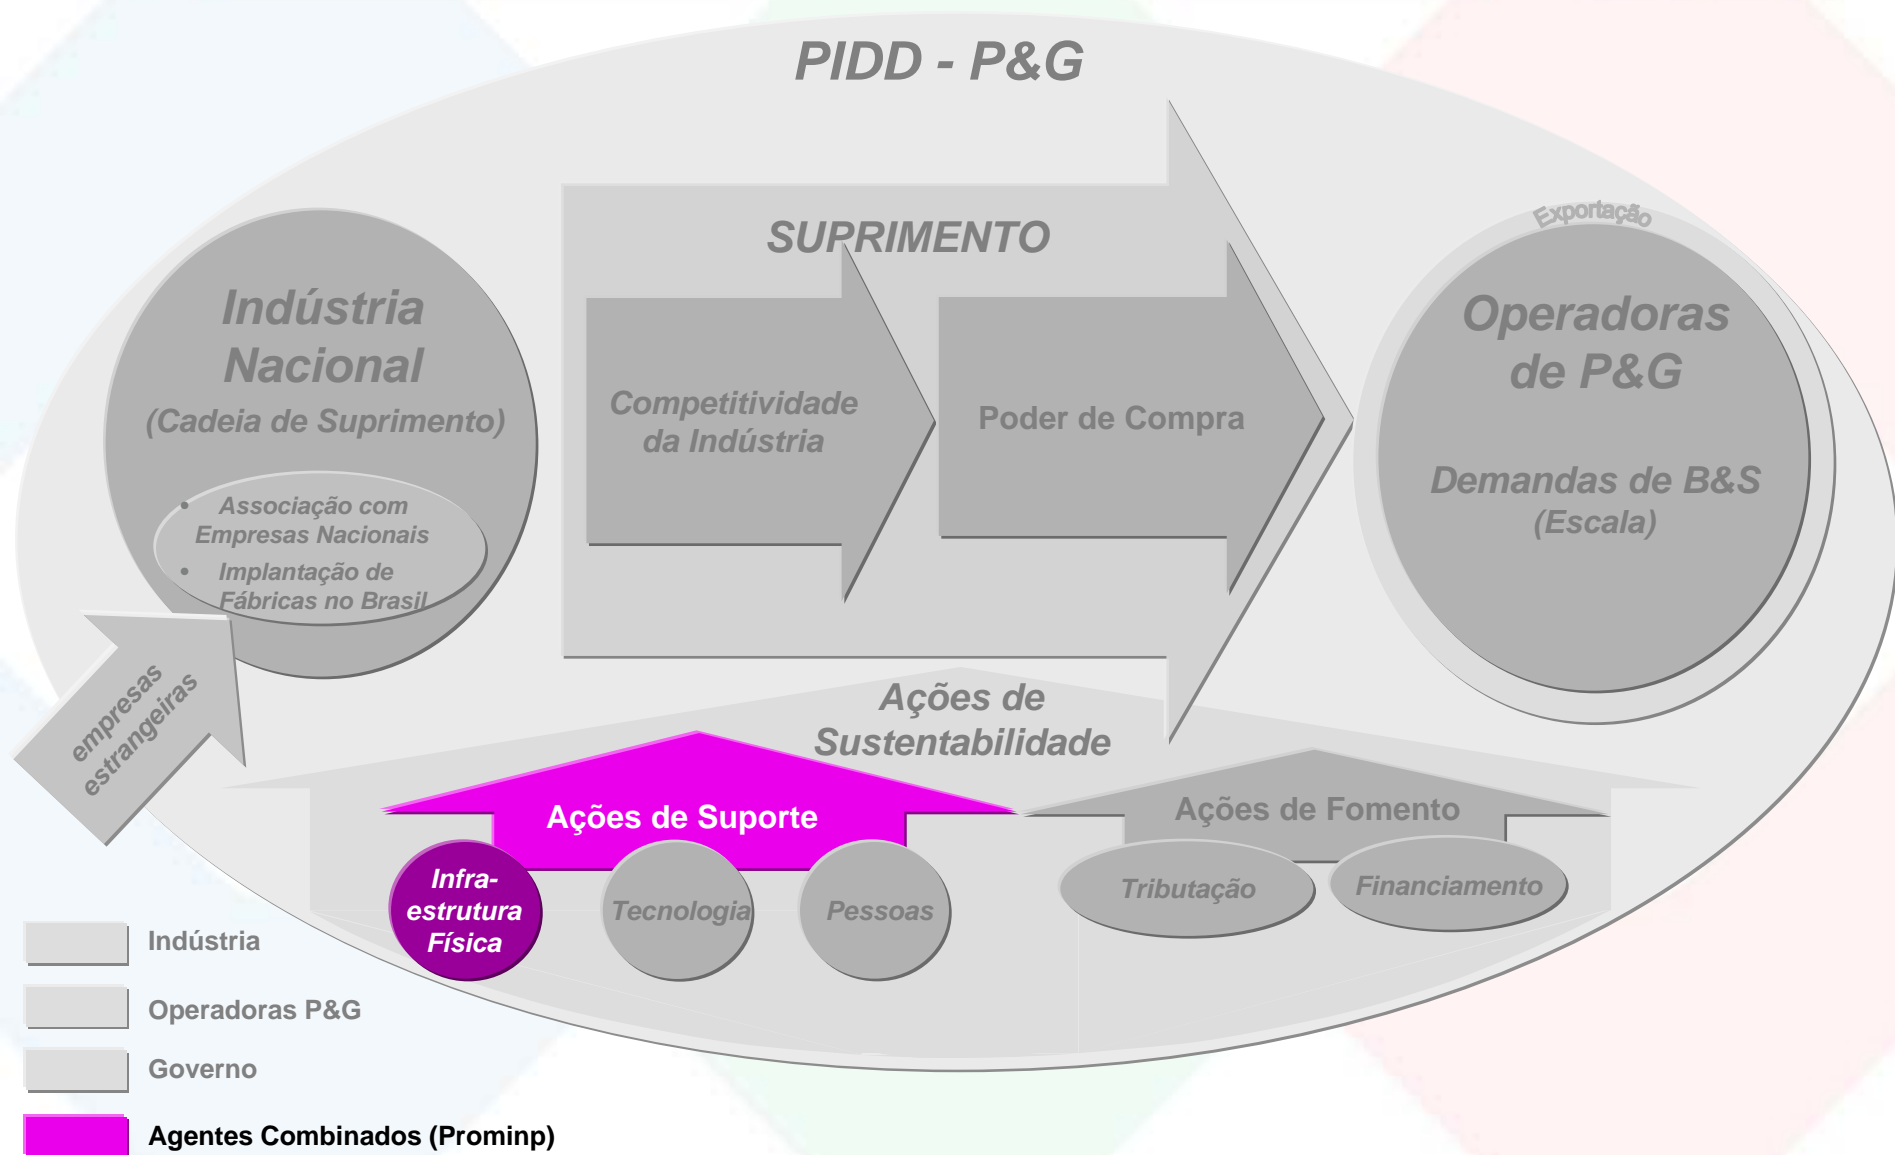 PIDD - P&G
SUPRIMENTO
Exportação
Indústria
Nacional
(Cadeia de Suprimento)
• Associação com
Empresas Nacionais
• Implantação de
Fábricas no Brasil
empresas
estrangeiras
Competitividade
da Indústria
Poder de Compra
Operadoras
de P&G
Demandas de B&S
(Escala)
Ações de
Sustentabilidade
Ações de Suporte
Infra-
estrutura
Física
Tecnologia
Pessoas
Ações de Fomento
Tributação
Financiamento
Indústria
Operadoras P&G
Governo
Agentes Combinados (Prominp)